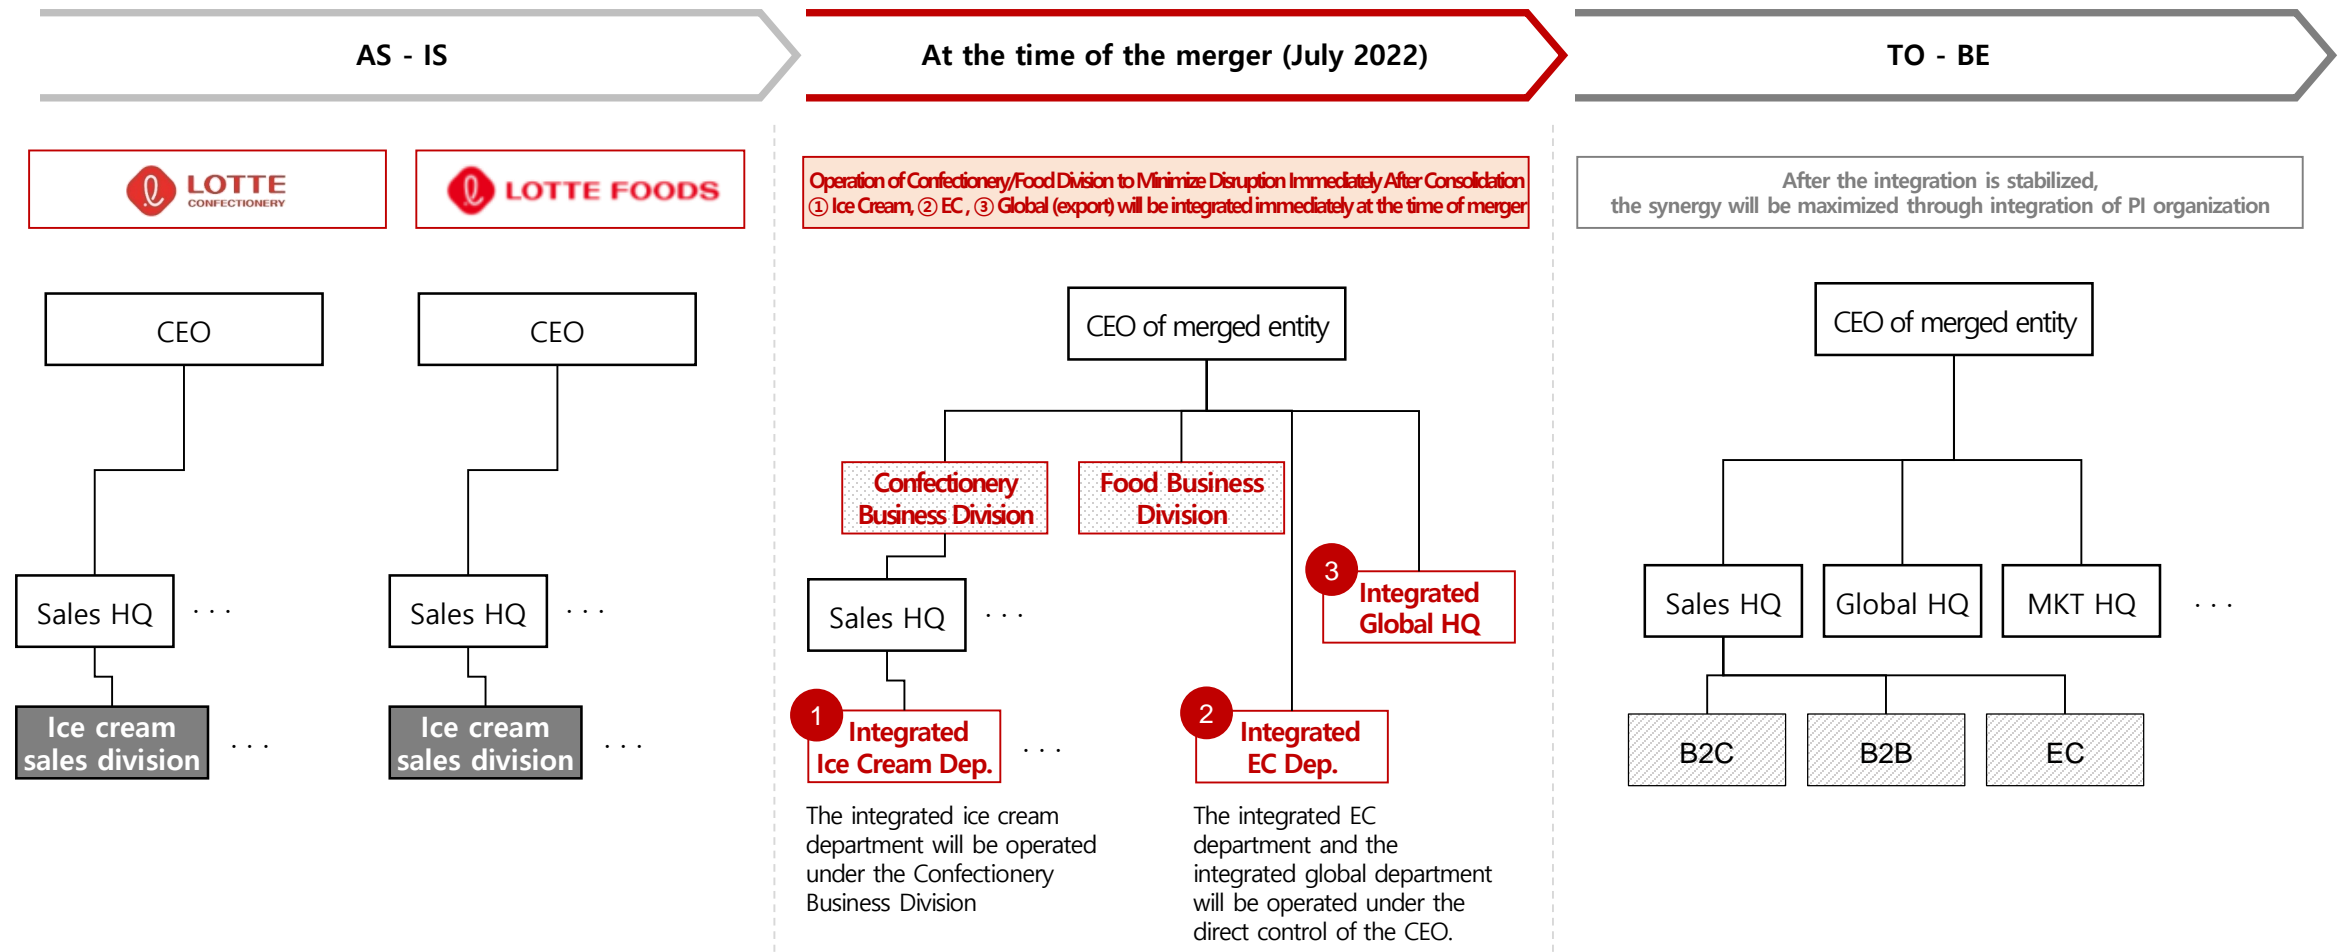 AS - IS
At the time of the merger (July 2022)
TO - BE
LOTTE
CONFECTIONERY
LOTTE FOODS
Operation of Confectionery/Food Division to Minimize Disruption Immediately After Consolidation
① Ice Cream, ② EC , ③ Global (export) will be integrated immediately at the time of merger
After the integration is stabilized,
the synergy will be maximized through integration of PI organization
CEO
CEO
CEO of merged entity
CEO of merged entity
Confectionery
Business Division
Food Business
Division
3
Integrated
Global HQ
Sales HQ
· · ·
Sales HQ
· · ·
Sales HQ
· · ·
Sales HQ
Global HQ
MKT HQ
· · ·
Ice cream
sales division
· · ·
Ice cream
sales division
· · ·
1
Integrated
Ice Cream Dep.
· · ·
2
Integrated
EC Dep.
B2C
B2B
EC
The integrated ice cream
department will be operated
under the Confectionery
Business Division
The integrated EC
department and the
integrated global department
will be operated under the
direct control of the CEO.